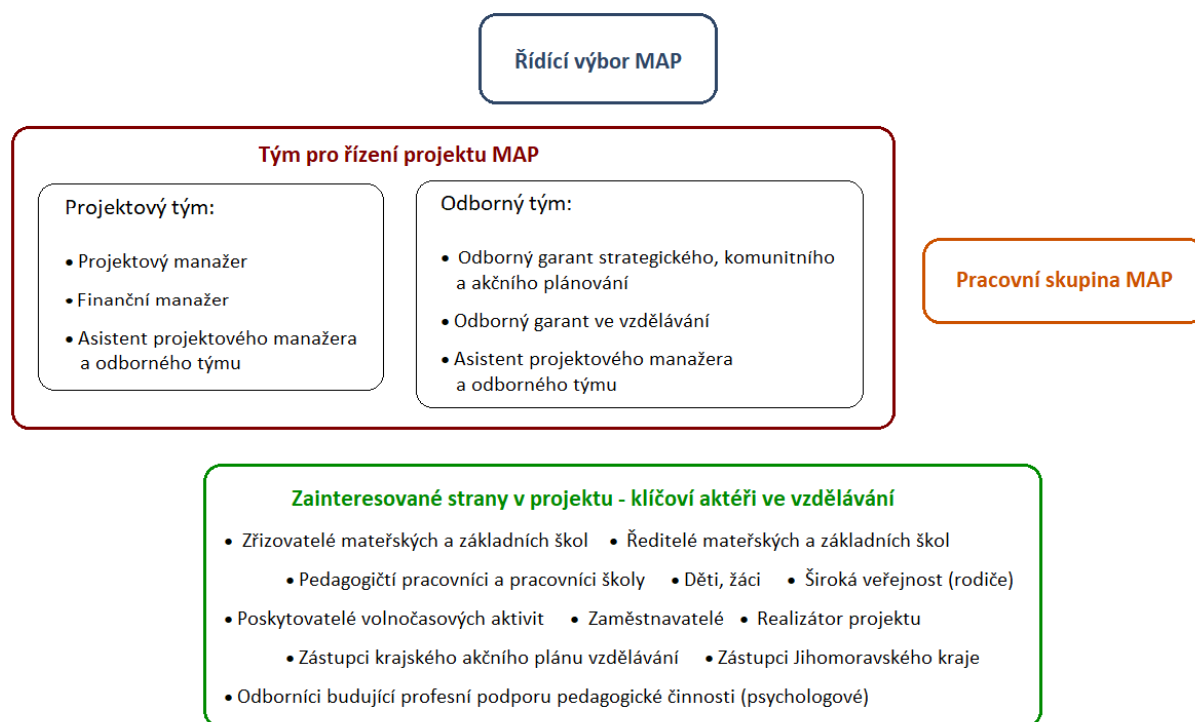 Řídící výbor MAP
Tým pro řízení projektu MAP
Projektový tým:
• Projektový manažer
• Finanční manažer
• Asistent projektového manažera
a odborného týmu
Odborný tým:
• Odborný garant strategického, komunitního
a akčního plánování
• Odborný garant ve vzdělávání
• Asistent projektového manažera
a odborného týmu
Pracovní skupina MAP
Zainteresované strany v projektu - klíčoví aktéři ve vzdělávání
• Zřizovatelé mateřských a základních škol • Ředitelé mateřských a základních škol
• Pedagogičtí pracovníci a pracovníci školy • Děti, žáci • Široká veřejnost (rodiče)
• Poskytovatelé volnočasových aktivit • Zaměstnavatelé • Realizátor projektu
• Zástupci krajského akčního plánu vzdělávání • Zástupci Jihomoravského kraje
• Odborníci budující profesní podporu pedagogické činnosti (psychologové)